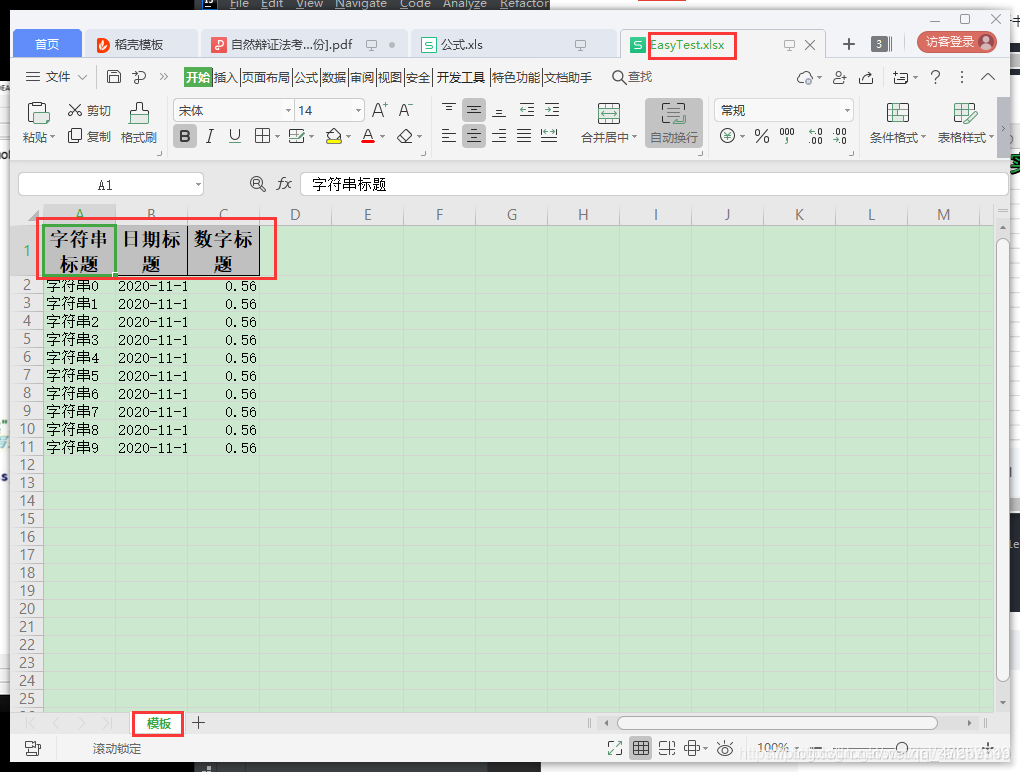 File Edit View Navigate Code Analyze Refactor
首页 稻壳模板 自然辩证法考...份].pdf 公式.xls EasyTest.xlsx 3 访客登录
文件 开始 插入 页面布局 公式 数据 审阅 视图 安全 开发工具 特色功能 文档助手 查找
粘贴 剪切 复制 格式刷 宋体 14 A+ A- B I U A 合并居中 自动换行 常规 % 000 条件格式 表格样式
A1 fx 字符串标题
A B C D E F G H I J K L M
1 字符串标题 日期标题 数字标题
2 字符串0 2020-11-1 0.56
3 字符串1 2020-11-1 0.56
4 字符串2 2020-11-1 0.56
5 字符串3 2020-11-1 0.56
6 字符串4 2020-11-1 0.56
7 字符串5 2020-11-1 0.56
8 字符串6 2020-11-1 0.56
9 字符串7 2020-11-1 0.56
10 字符串8 2020-11-1 0.56
11 字符串9 2020-11-1 0.56
12
13
14
15
16
17
18
19
20
21
22
23
24
25
模板
滚动锁定 100%